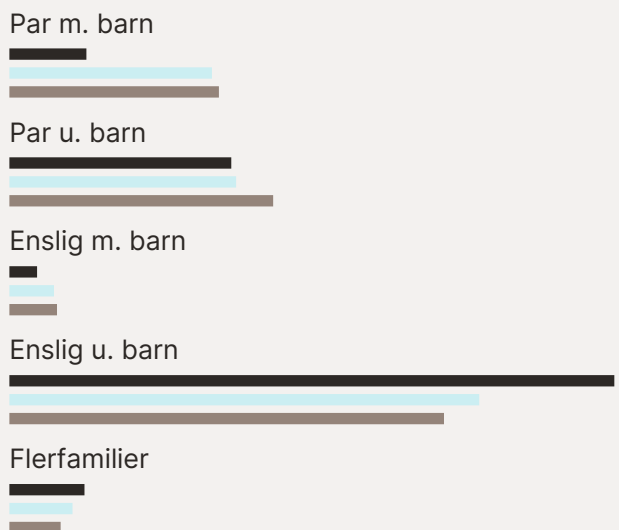 Par m. barn
Par u. barn
Enslig m. barn
Enslig u. barn
Flerfamilier